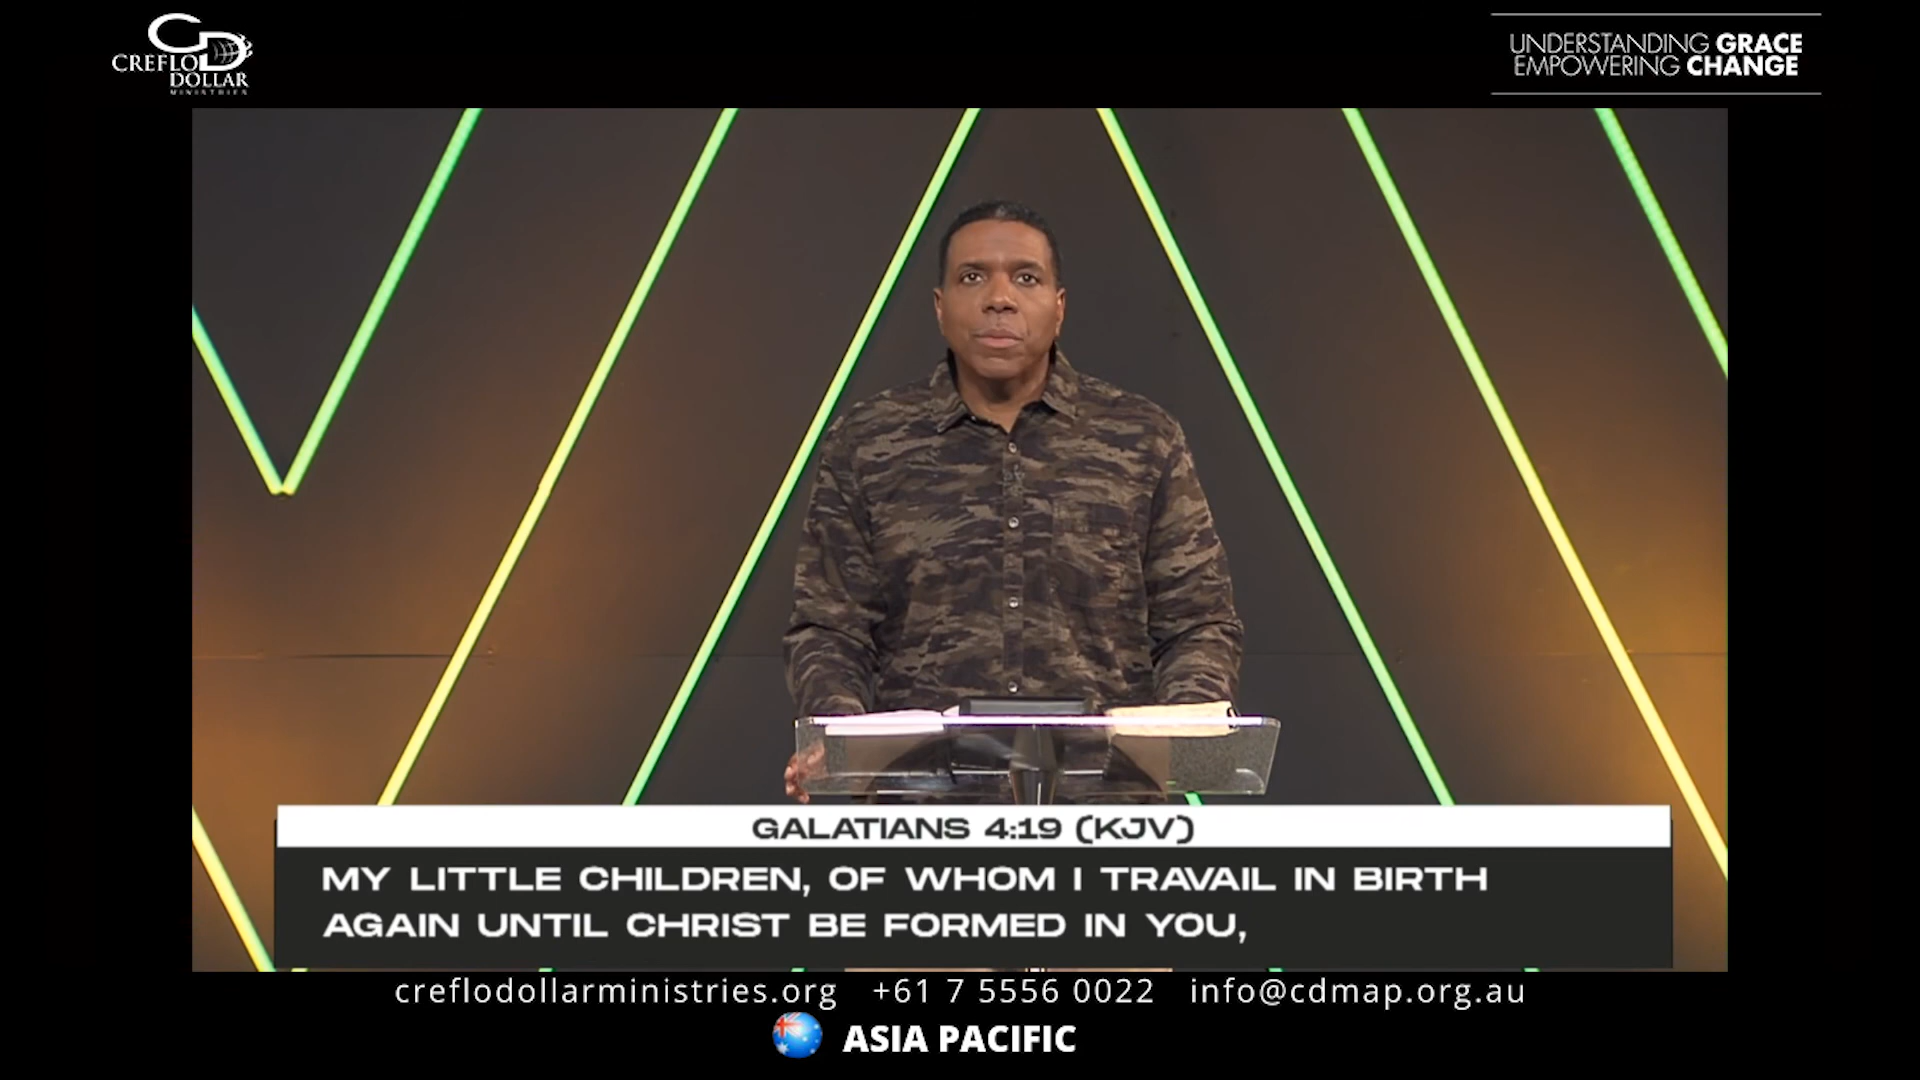 CREFLO
DOLLAR
MINISTRIES
UNDERSTANDING GRACE
EMPOWERING CHANGE
GALATIANS 4:19 (KJV)
MY LITTLE CHILDREN, OF WHOM I TRAVAIL IN BIRTH
AGAIN UNTIL CHRIST BE FORMED IN YOU,
creflodollarministries.org +61 7 5556 0022 info@cdmap.org.au
ASIA PACIFIC